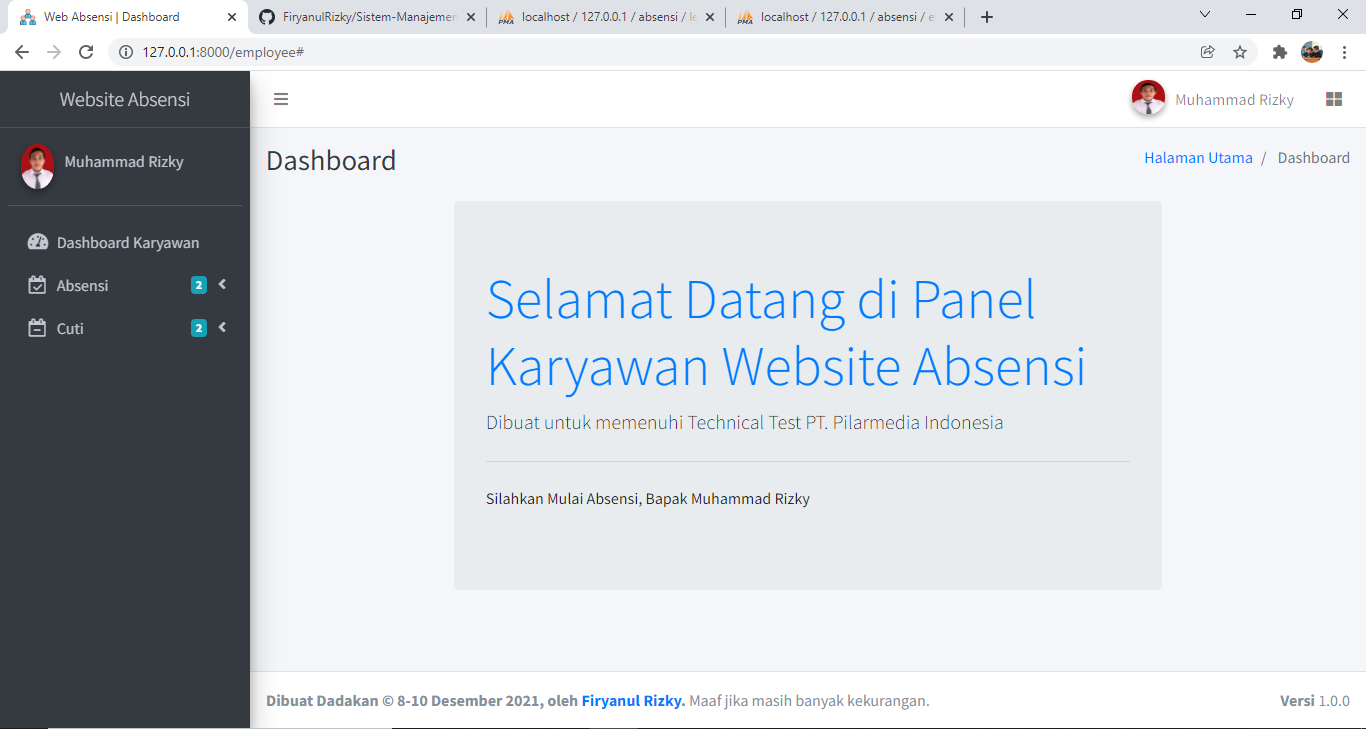 Web Absensi | Dashboard
FiryanulRizky/Sistem-Manajemen
localhost / 127.0.0.1 / absensi / le
localhost / 127.0.0.1 / absensi / e
127.0.0.1:8000/employee#
Website Absensi
Muhammad Rizky
Muhammad Rizky
Dashboard Karyawan
Absensi 2
Cuti 2
Dashboard
Halaman Utama / Dashboard
Selamat Datang di Panel
Karyawan Website Absensi
Dibuat untuk memenuhi Technical Test PT. Pilarmedia Indonesia
Silahkan Mulai Absensi, Bapak Muhammad Rizky
Dibuat Dadakan © 8-10 Desember 2021, oleh Firyanul Rizky. Maaf jika masih banyak kekurangan.
Versi 1.0.0